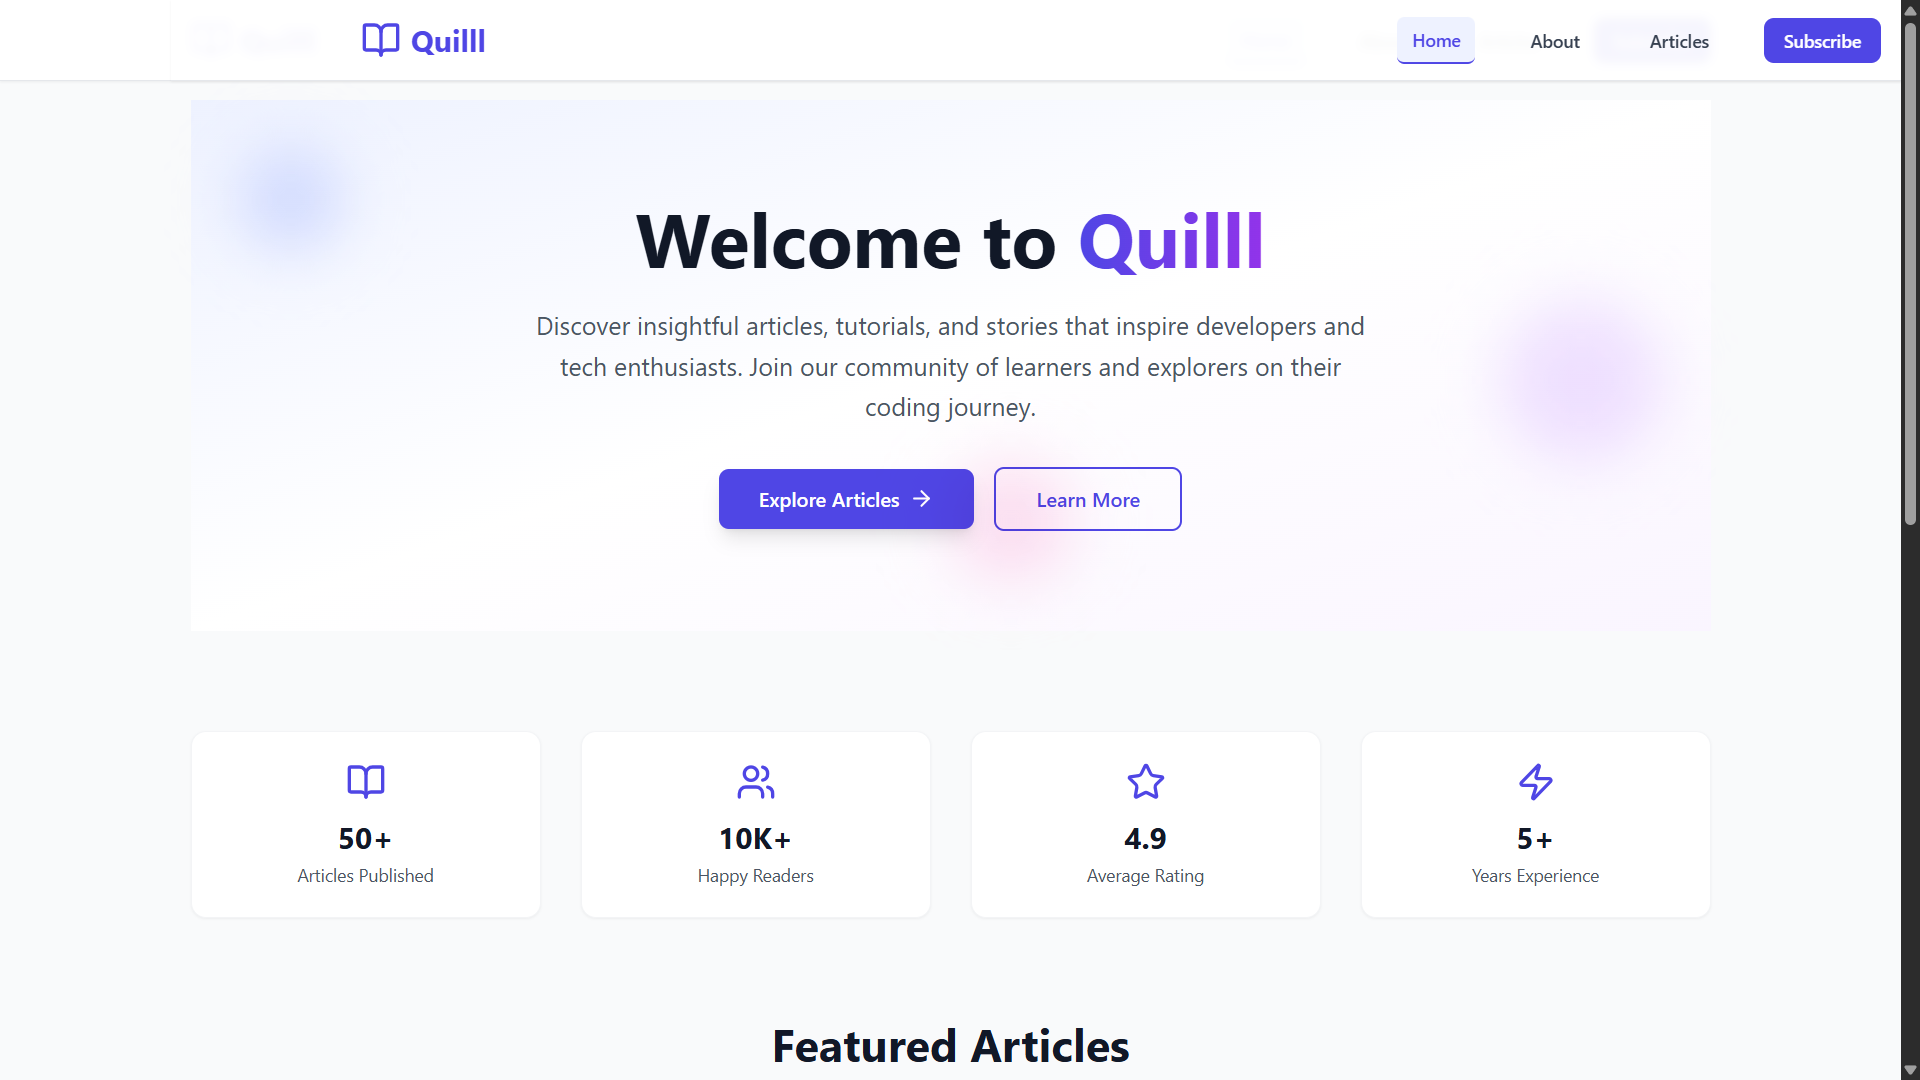 Quilll
Home
About
Articles
Subscribe
Welcome to Quilll
Discover insightful articles, tutorials, and stories that inspire developers and
tech enthusiasts. Join our community of learners and explorers on their
coding journey.
Explore Articles
Learn More
50+
Articles Published
10K+
Happy Readers
4.9
Average Rating
5+
Years Experience
Featured Articles